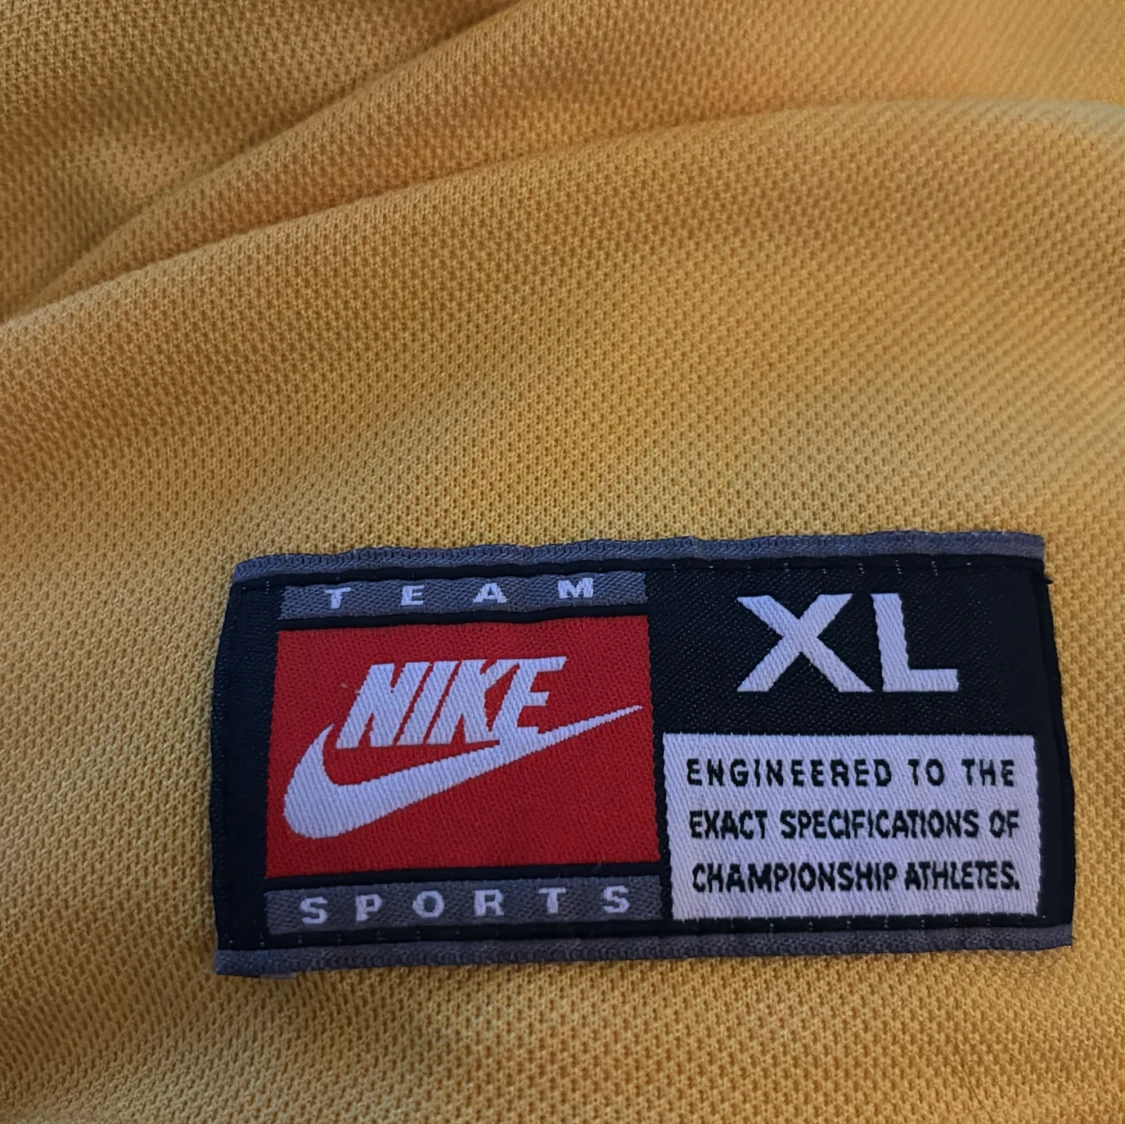 TEAM
NIKE
SPORTS
XL
ENGINEERED TO THE
EXACT SPECIFICATIONS OF
CHAMPIONSHIP ATHLETES.